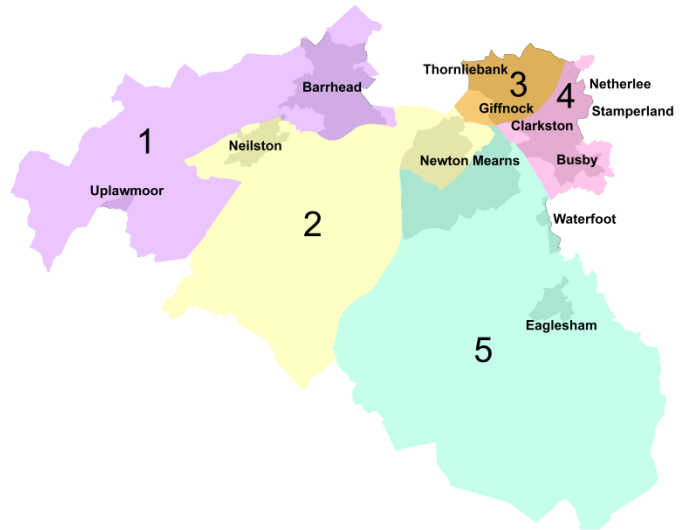 Thornliebank
3
Netherlee
Barrhead
4
Giffnock
Stamperland
Clarkston
1
Neilston
Newton Mearns
Busby
Uplawmoor
2
Waterfoot
Eaglesham
5